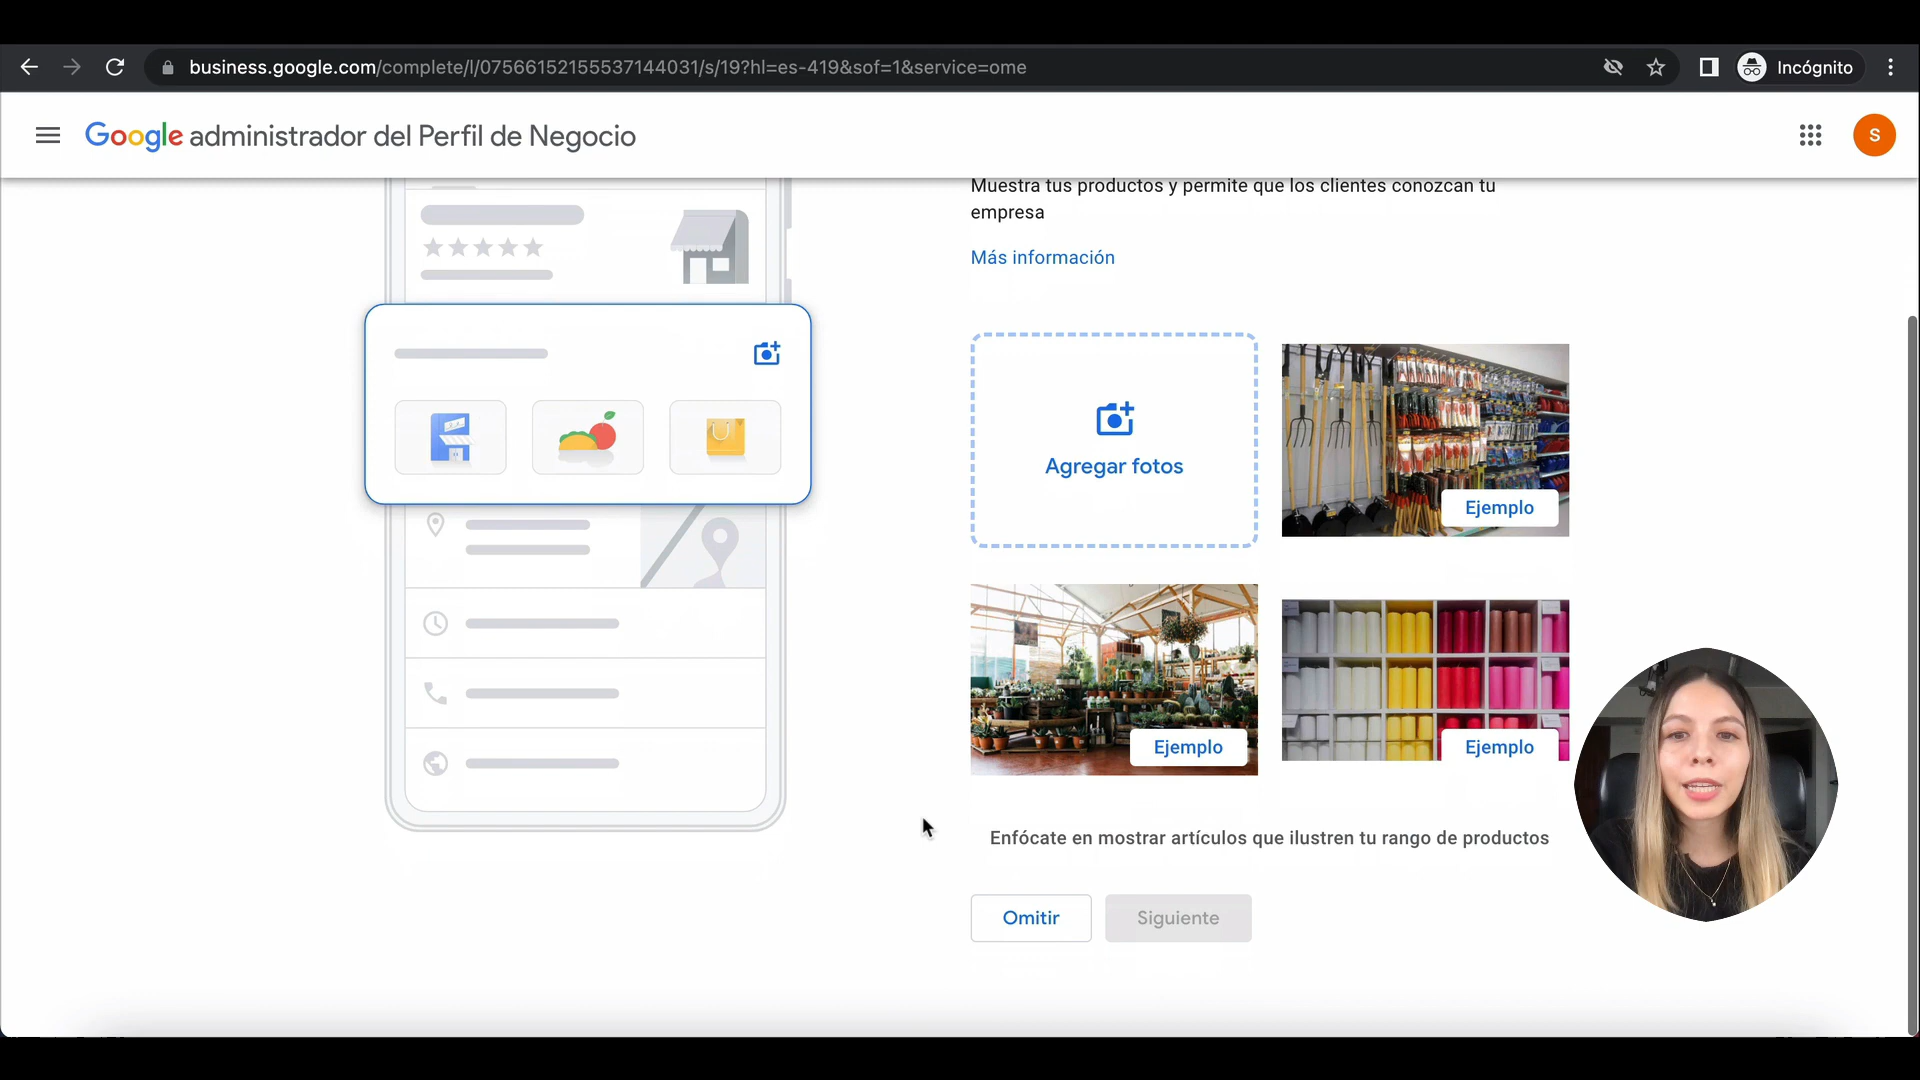 business.google.com/complete/l/07566152155537144031/s/19?hl=es-419&sof=1&service=ome
Incógnito
Google administrador del Perfil de Negocio
S
Muestra tus productos y permite que los clientes conozcan tu
empresa
Más información
Agregar fotos
Ejemplo
Ejemplo
Ejemplo
Enfócate en mostrar artículos que ilustren tu rango de productos
Omitir
Siguiente